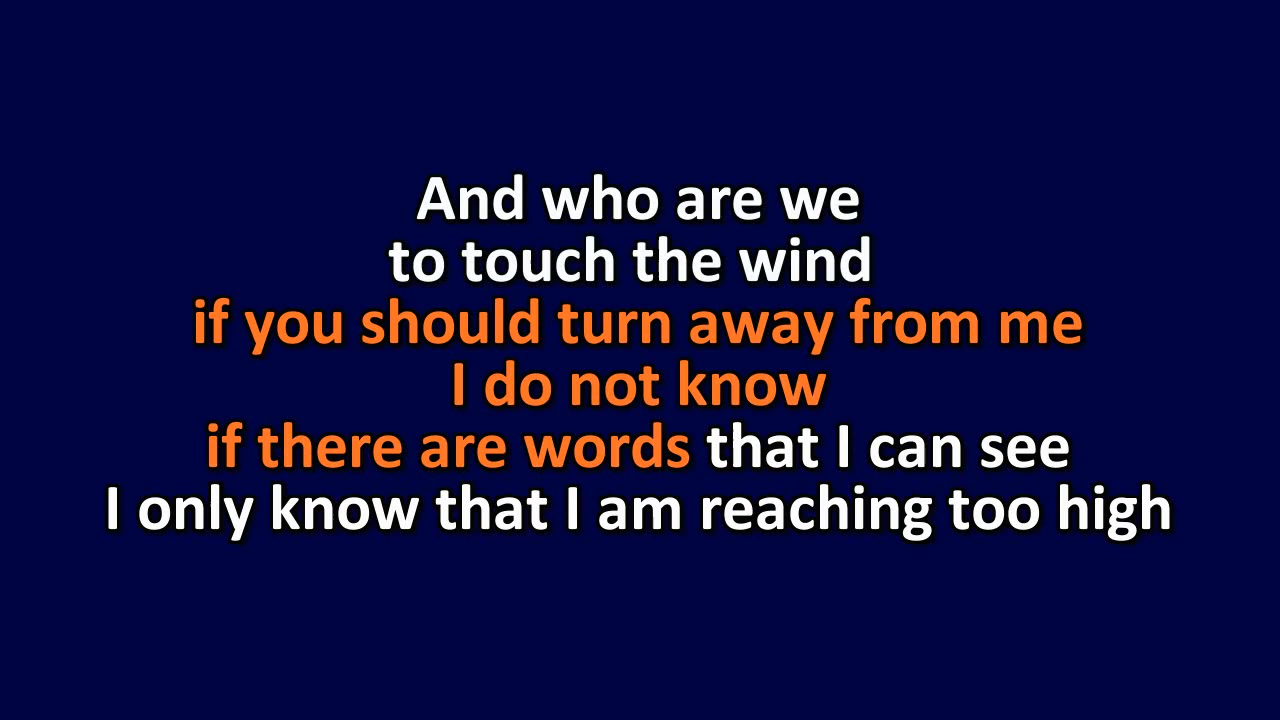 And who are we
to touch the wind
if you should turn away from me
I do not know
if there are words that I can see
I only know that I am reaching too high